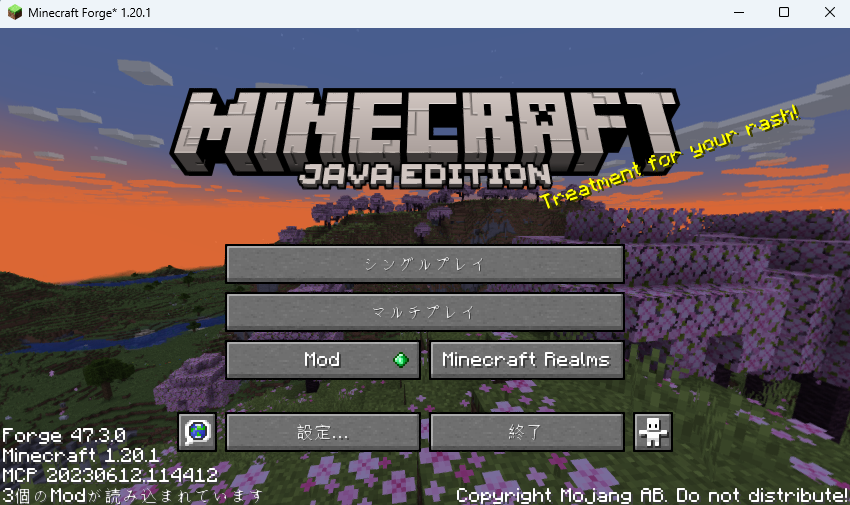 Minecraft Forge* 1.20.1
MINECRAFT
JAVA EDITION
Treatment for your rash!
シングルプレイ
マルチプレイ
Mod
Minecraft Realms
設定...
終了
Forge 47.3.0
Minecraft 1.20.1
MCP 20230612.114412
3個のModが読み込まれています
Copyright Mojang AB. Do not distribute!